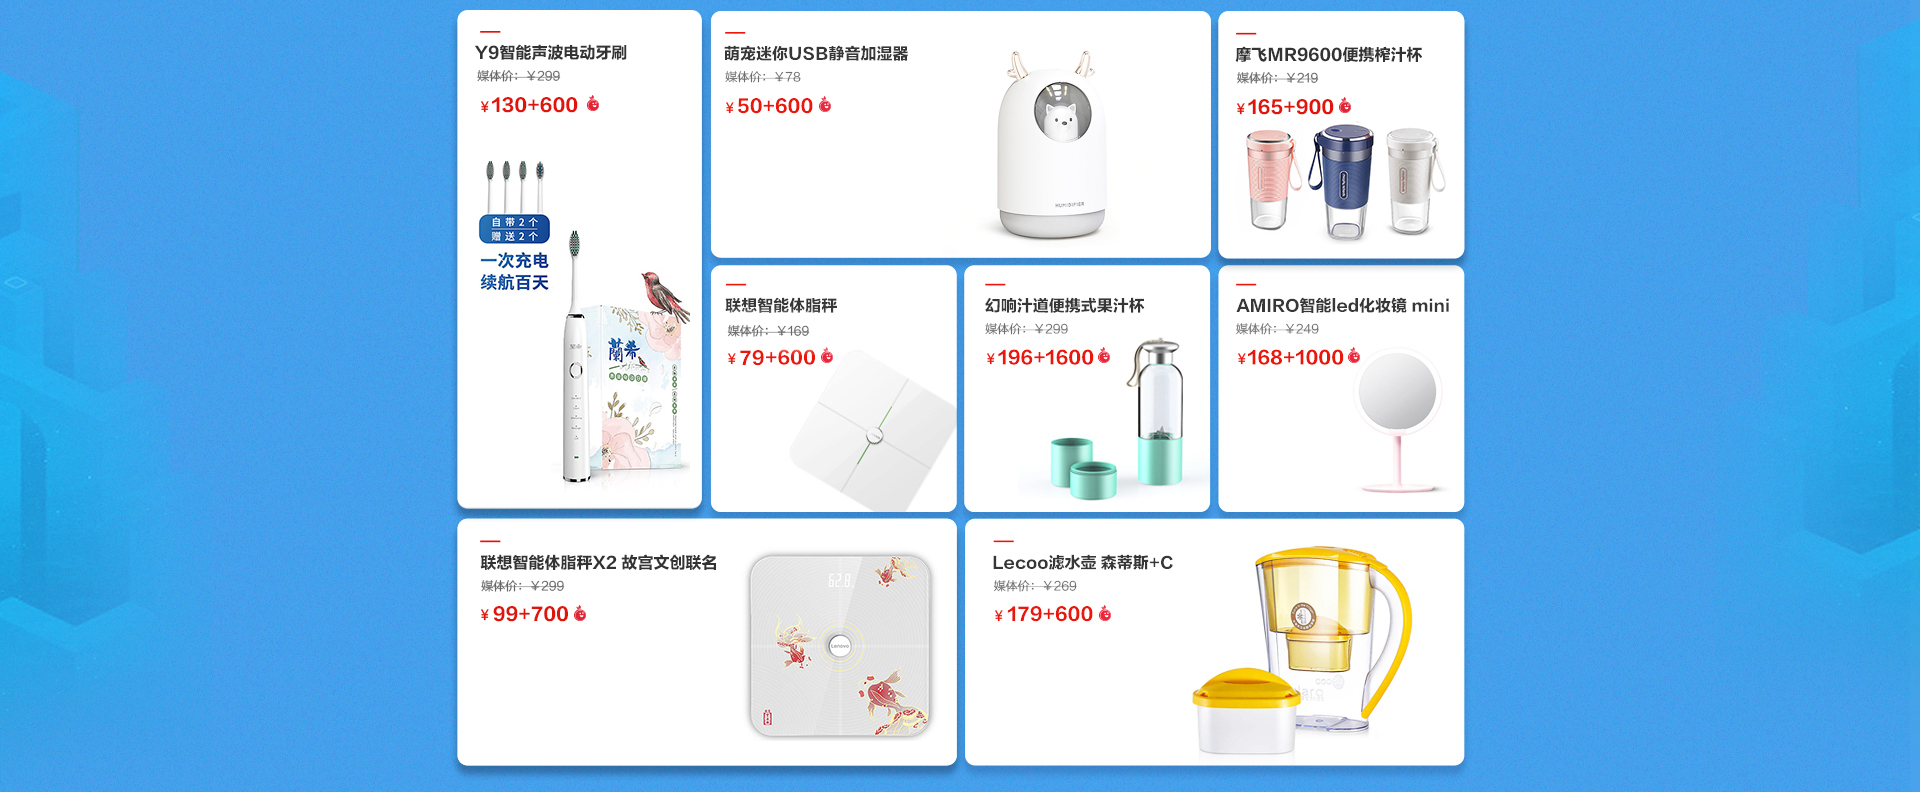 Y9智能声波电动牙刷
媒体价：￥299
￥130+600
自带2个
赠送2个
一次充电
续航百天
蘭希
萌宠迷你USB静音加湿器
媒体价：￥78
￥50+600
HUMIDIFIER
摩飞MR9600便携榨汁杯
媒体价：￥219
￥165+900
联想智能体脂秤
媒体价：￥169
￥79+600
幻响汁道便携式果汁杯
媒体价：￥299
￥196+1600
AMIRO智能led化妆镜 mini
媒体价：￥249
￥168+1000
联想智能体脂秤X2 故宫文创联名
媒体价：￥299
￥99+700
62.8
Lenovo
Lecoo滤水壶 森蒂斯+C
媒体价：￥269
￥179+600